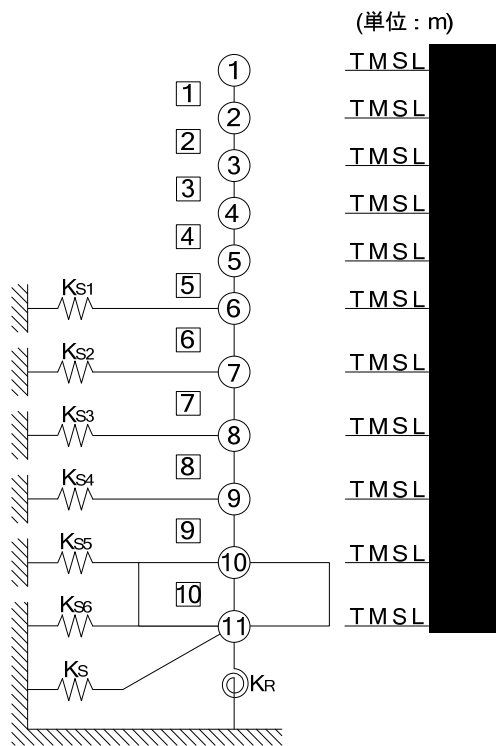 (単位：m)
① TMSL
1
② TMSL
2
③ TMSL
3
④ TMSL
4
⑤ TMSL
5
KS1 ⑥ TMSL
6
KS2 ⑦ TMSL
7
KS3 ⑧ TMSL
8
KS4 ⑨ TMSL
9
KS5 ⑩ TMSL
10
KS6 ⑪ TMSL
KS KR